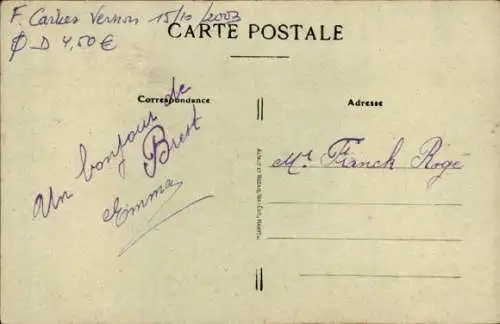 F. Cartes Vernon 15/10/2003
D 4,50€
CARTE POSTALE
Correspondance
Adresse
Un bonjour de
Brest
Emma
Mr Franck Rogé